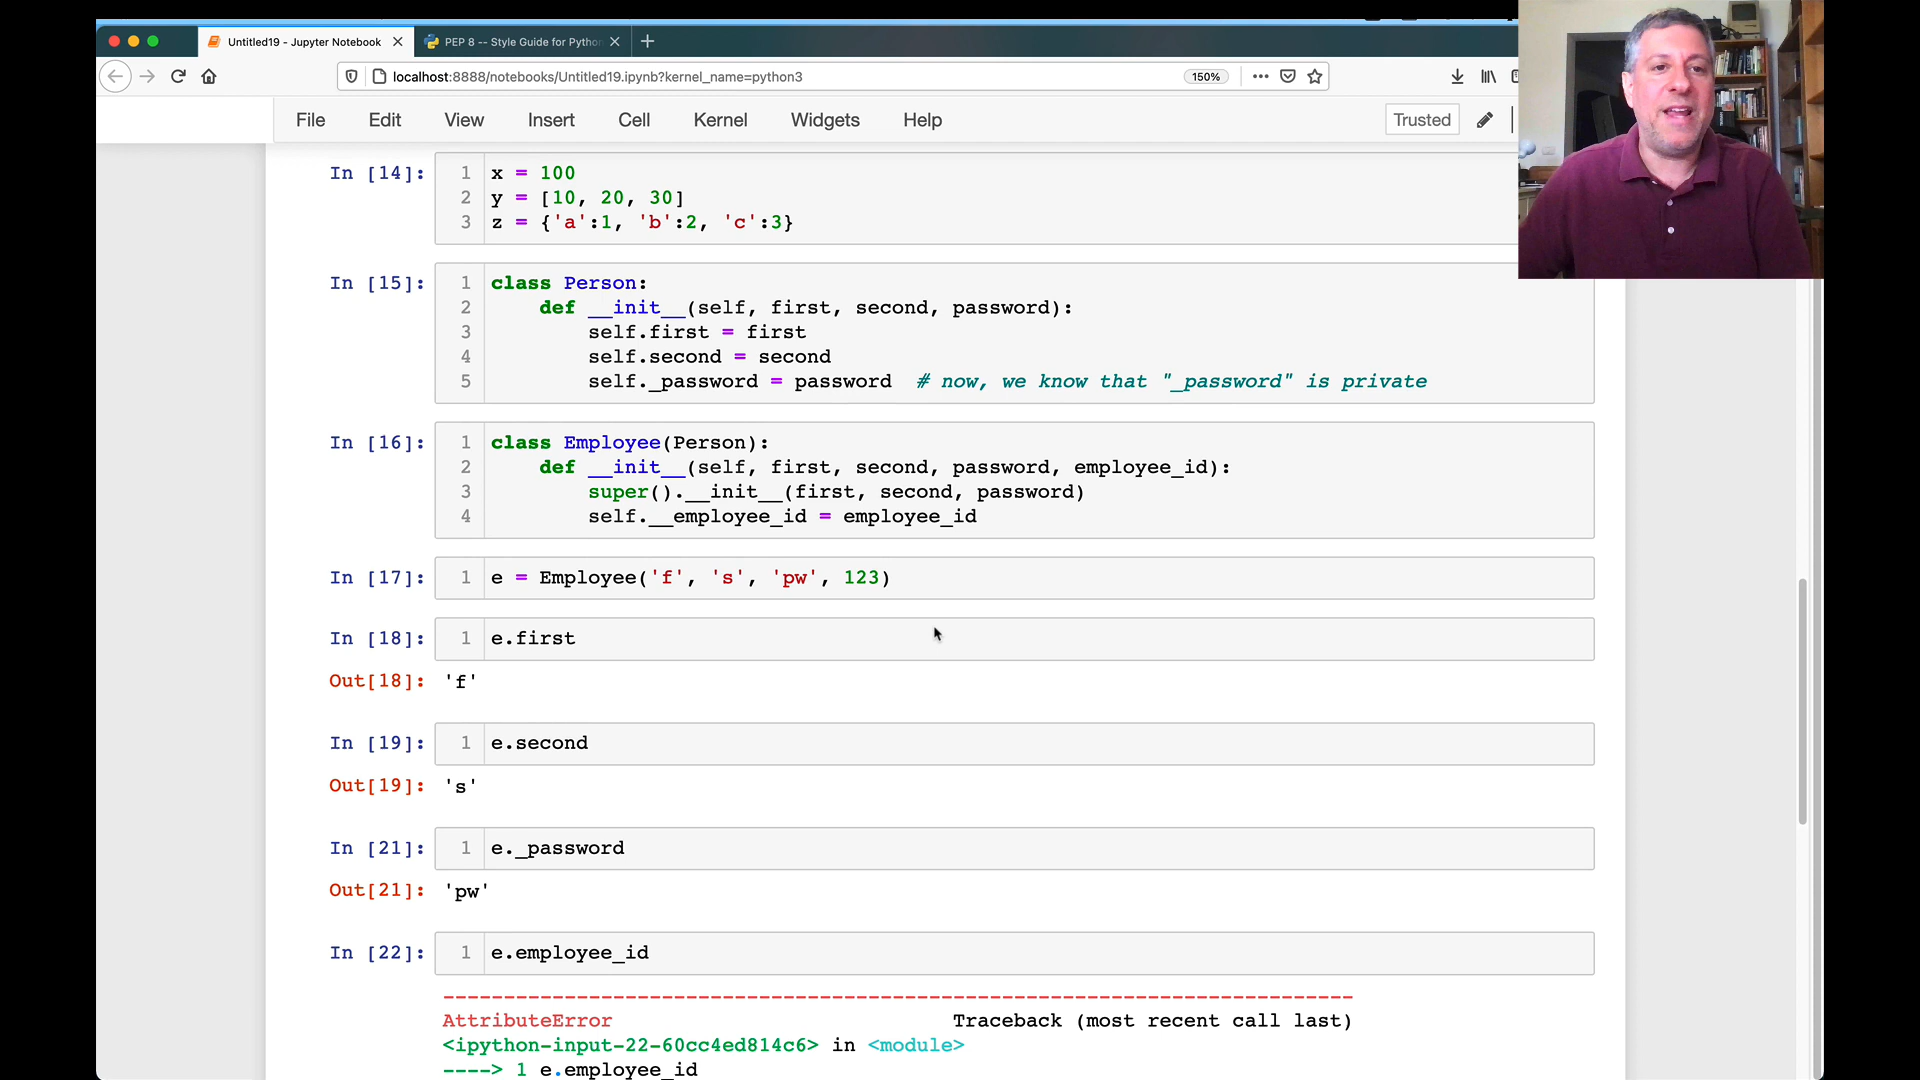 Untitled19 - Jupyter Notebook
PEP 8 -- Style Guide for Pytho
localhost:8888/notebooks/Untitled19.ipynb?kernel_name=python3
150%
File Edit View Insert Cell Kernel Widgets Help
Trusted
In [14]:
1 x = 100
2 y = [10, 20, 30]
3 z = {'a':1, 'b':2, 'c':3}
In [15]:
1 class Person:
2 def __init__(self, first, second, password):
3 self.first = first
4 self.second = second
5 self._password = password # now, we know that "_password" is private
In [16]:
1 class Employee(Person):
2 def __init__(self, first, second, password, employee_id):
3 super().__init__(first, second, password)
4 self.__employee_id = employee_id
In [17]:
1 e = Employee('f', 's', 'pw', 123)
In [18]:
1 e.first
Out[18]: 'f'
In [19]:
1 e.second
Out[19]: 's'
In [21]:
1 e._password
Out[21]: 'pw'
In [22]:
1 e.employee_id
---------------------------------------------------------------------------
AttributeError Traceback (most recent call last)
<ipython-input-22-60cc4ed814c6> in <module>
----> 1 e.employee_id